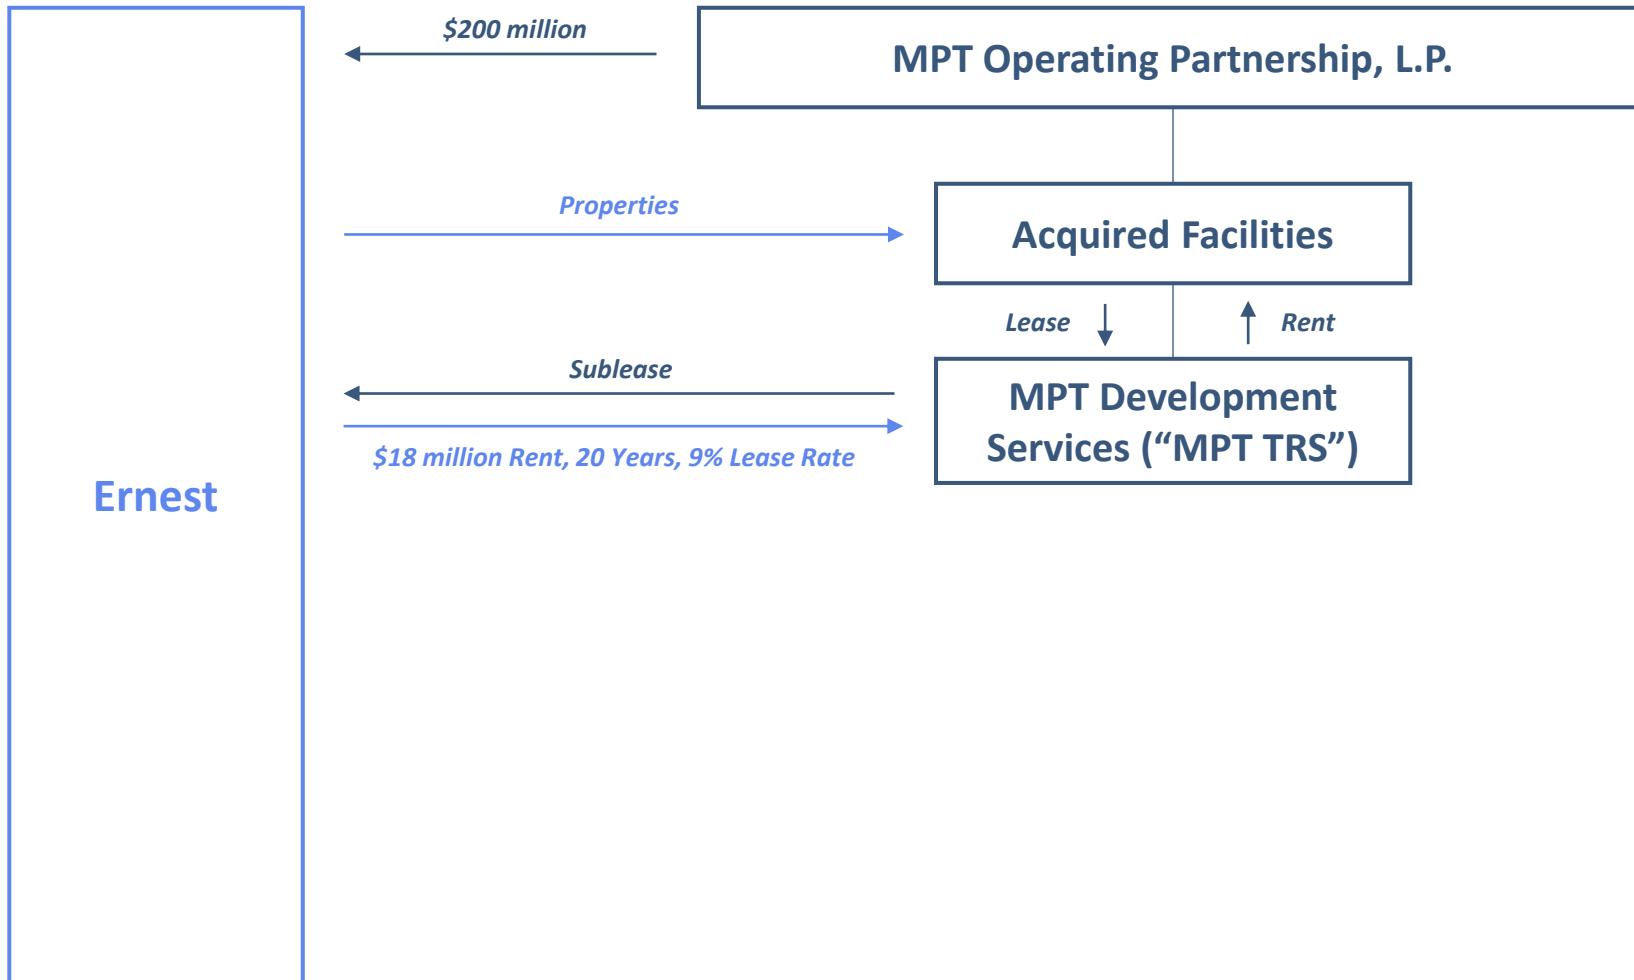 $200 million
MPT Operating Partnership, L.P.
Properties
Acquired Facilities
Lease
Rent
Sublease
MPT Development
Services (“MPT TRS”)
$18 million Rent, 20 Years, 9% Lease Rate
Ernest